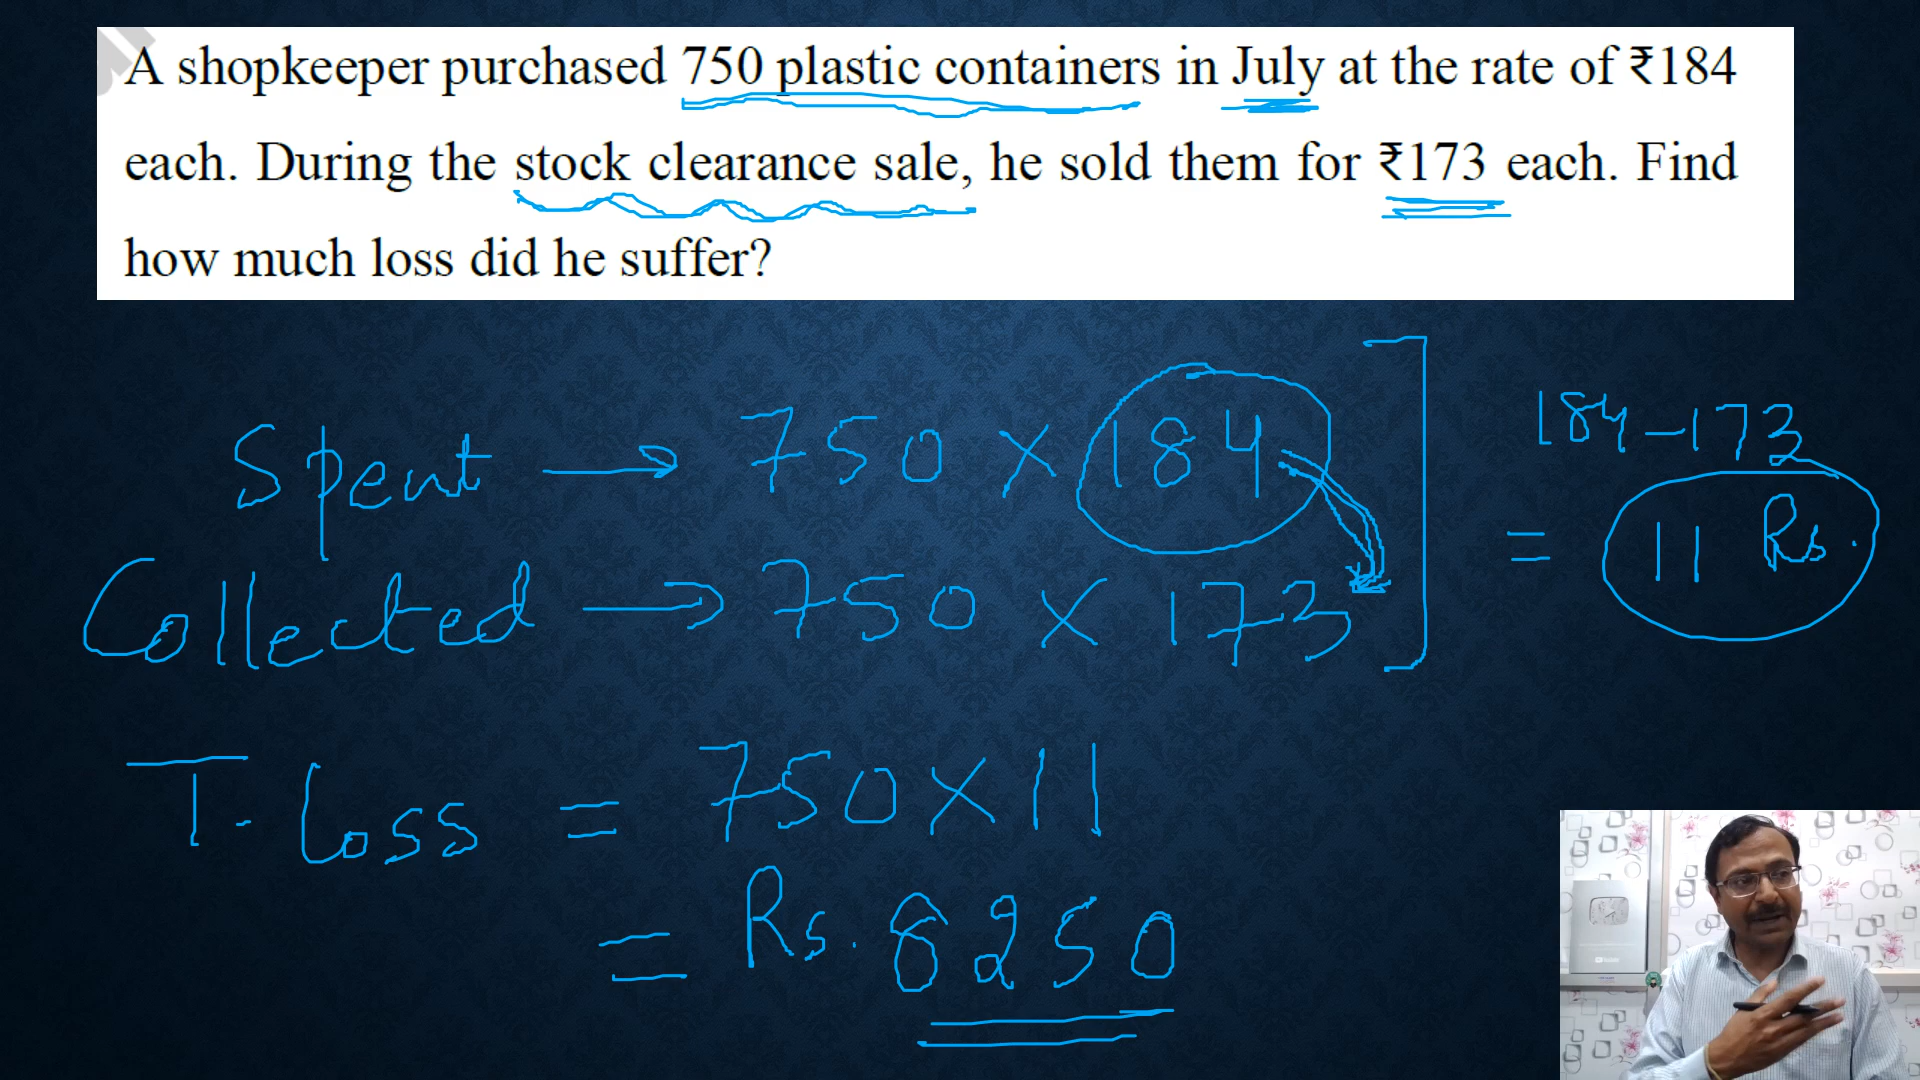 A shopkeeper purchased 750 plastic containers in July at the rate of ₹184
each. During the stock clearance sale, he sold them for ₹173 each. Find
how much loss did he suffer?
Spent → 750 × 184
Collected → 750 × 173
184 - 173
= 11 Rs.
T. Loss = 750 × 11
= Rs. 8250